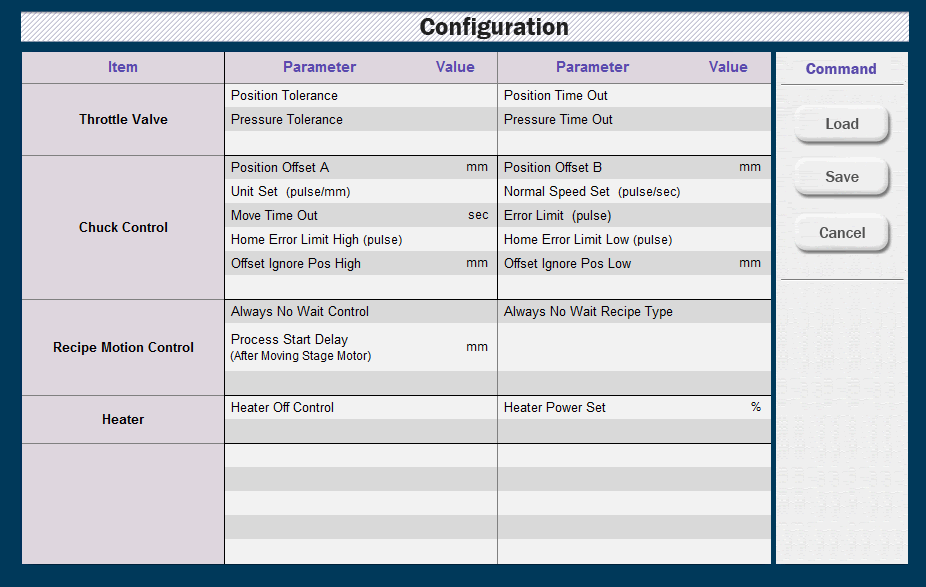 Configuration
Item Parameter Value Parameter Value Command
Throttle Valve
Position Tolerance Position Time Out
Pressure Tolerance Pressure Time Out
Load
Save
Cancel
Chuck Control
Position Offset A mm Position Offset B mm
Unit Set (pulse/mm) Normal Speed Set (pulse/sec)
Move Time Out sec Error Limit (pulse)
Home Error Limit High (pulse) Home Error Limit Low (pulse)
Offset Ignore Pos High mm Offset Ignore Pos Low mm
Recipe Motion Control
Always No Wait Control Always No Wait Recipe Type
Process Start Delay
(After Moving Stage Motor) mm
Heater
Heater Off Control Heater Power Set %